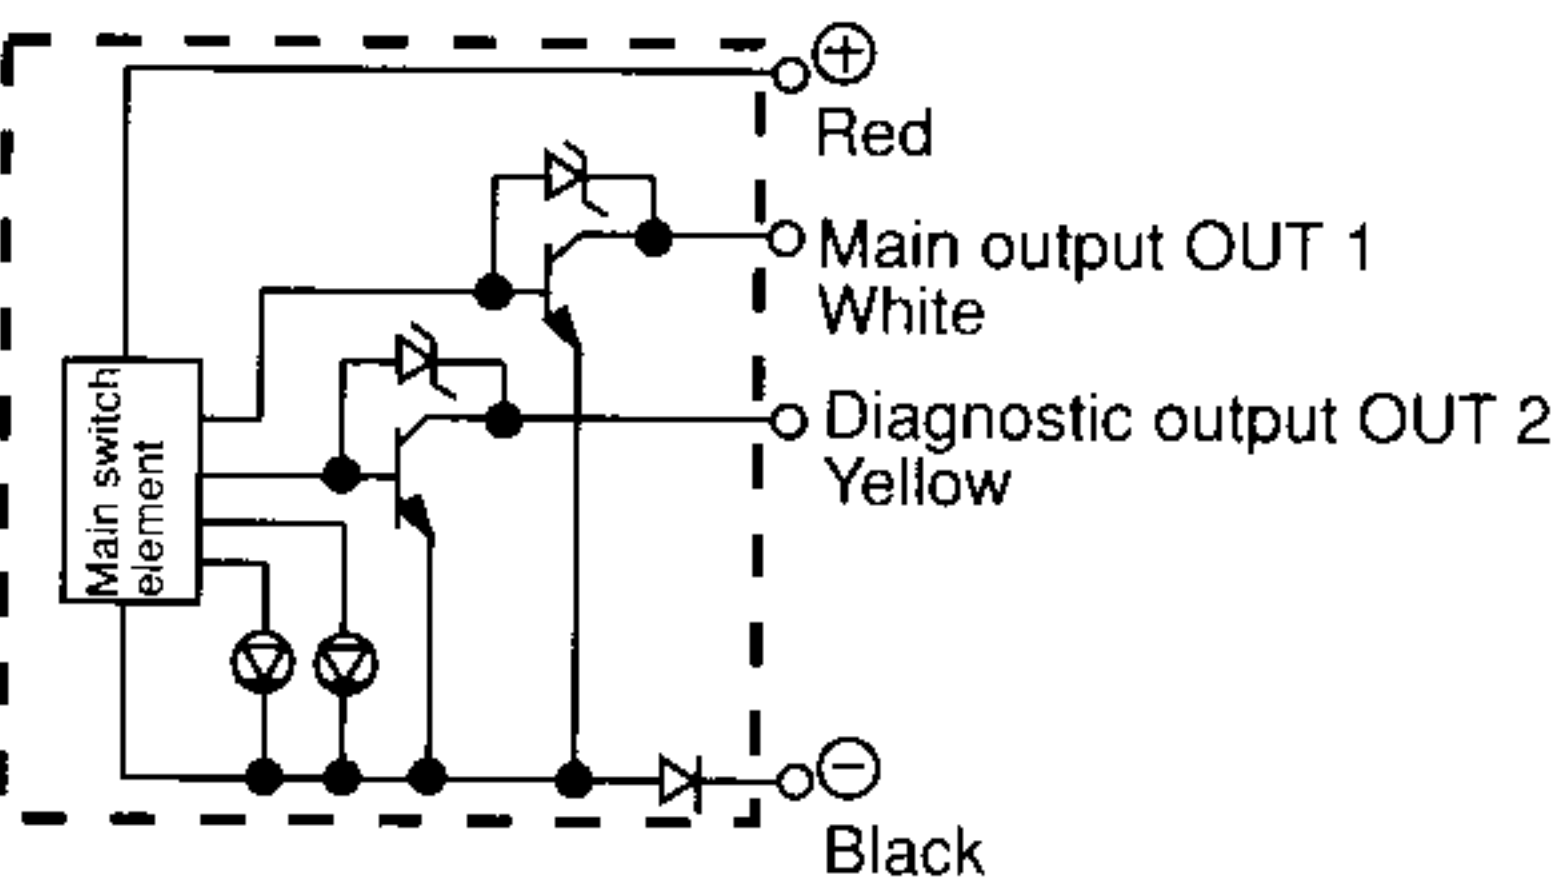 +
Red
Main output OUT 1
White
Main switch
element
Diagnostic output OUT 2
Yellow
−
Black